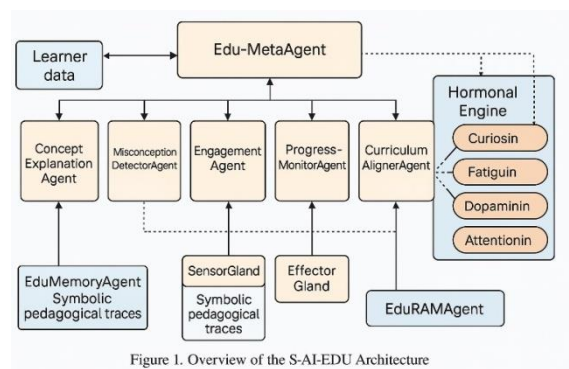 Learner
data
Edu-MetaAgent
Hormonal
Engine
Curiosin
Fatiguin
Dopaminin
Attentionin
Concept
Explanation
Agent
Misconception
DetectorAgent
Engagement
Agent
Progress-
MonitorAgent
Curriculum
AlignerAgent
EduMemoryAgent
Symbolic
pedagogical traces
SensorGland
Symbolic
pedagogical
traces
Effector
Gland
EduRAMAgent
Figure 1. Overview of the S-AI-EDU Architecture